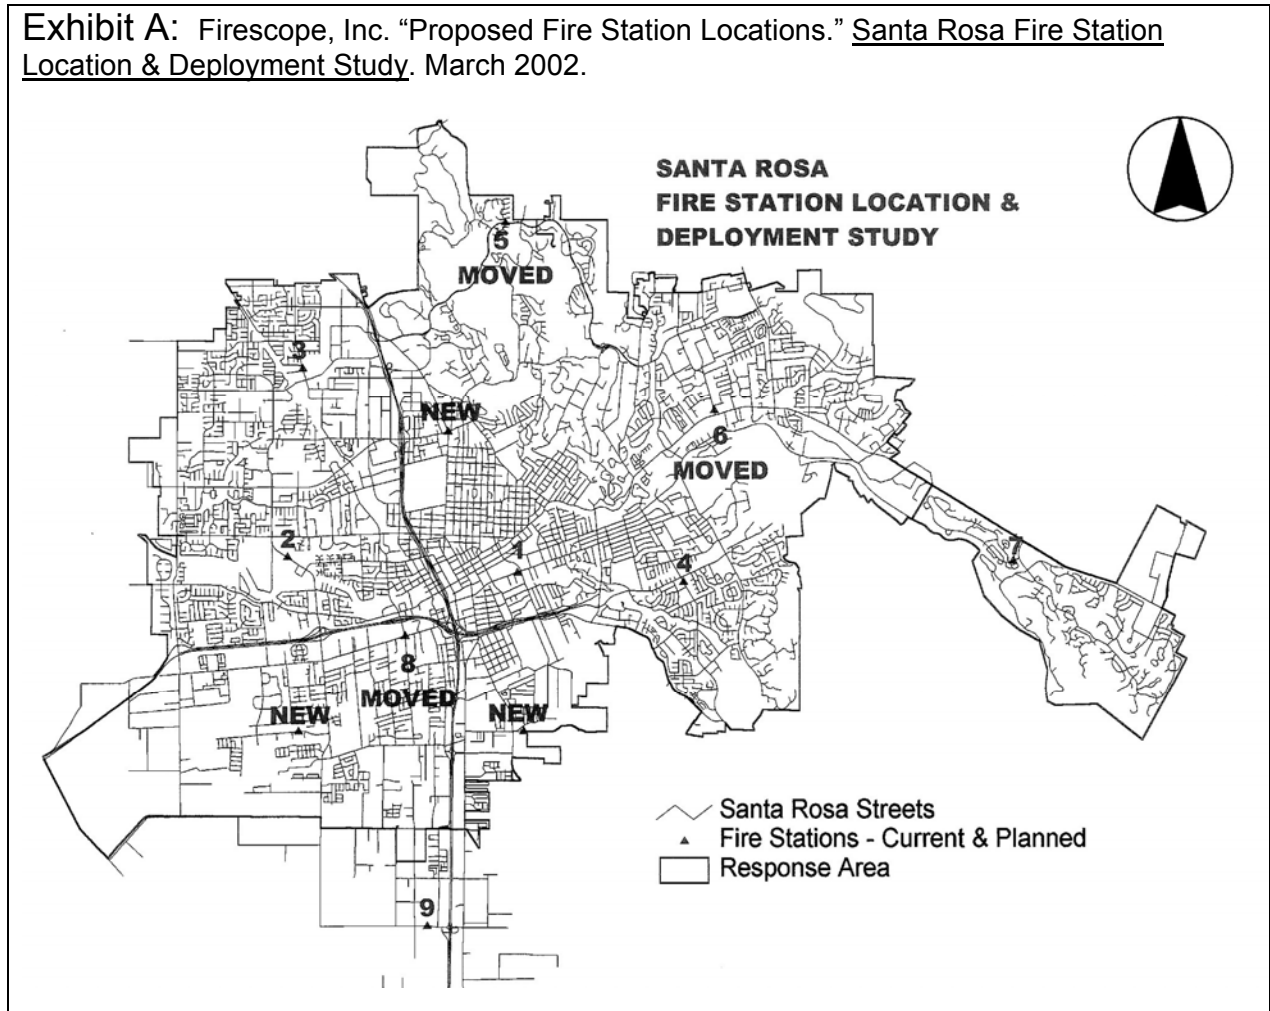 Exhibit A: Firescope, Inc. “Proposed Fire Station Locations.” Santa Rosa Fire Station
Location & Deployment Study. March 2002.
SANTA ROSA
FIRE STATION LOCATION &
DEPLOYMENT STUDY
5
MOVED
3
NEW
6
MOVED
2
1
4
7
8
MOVED
NEW
NEW
Santa Rosa Streets
Fire Stations - Current & Planned
Response Area
9